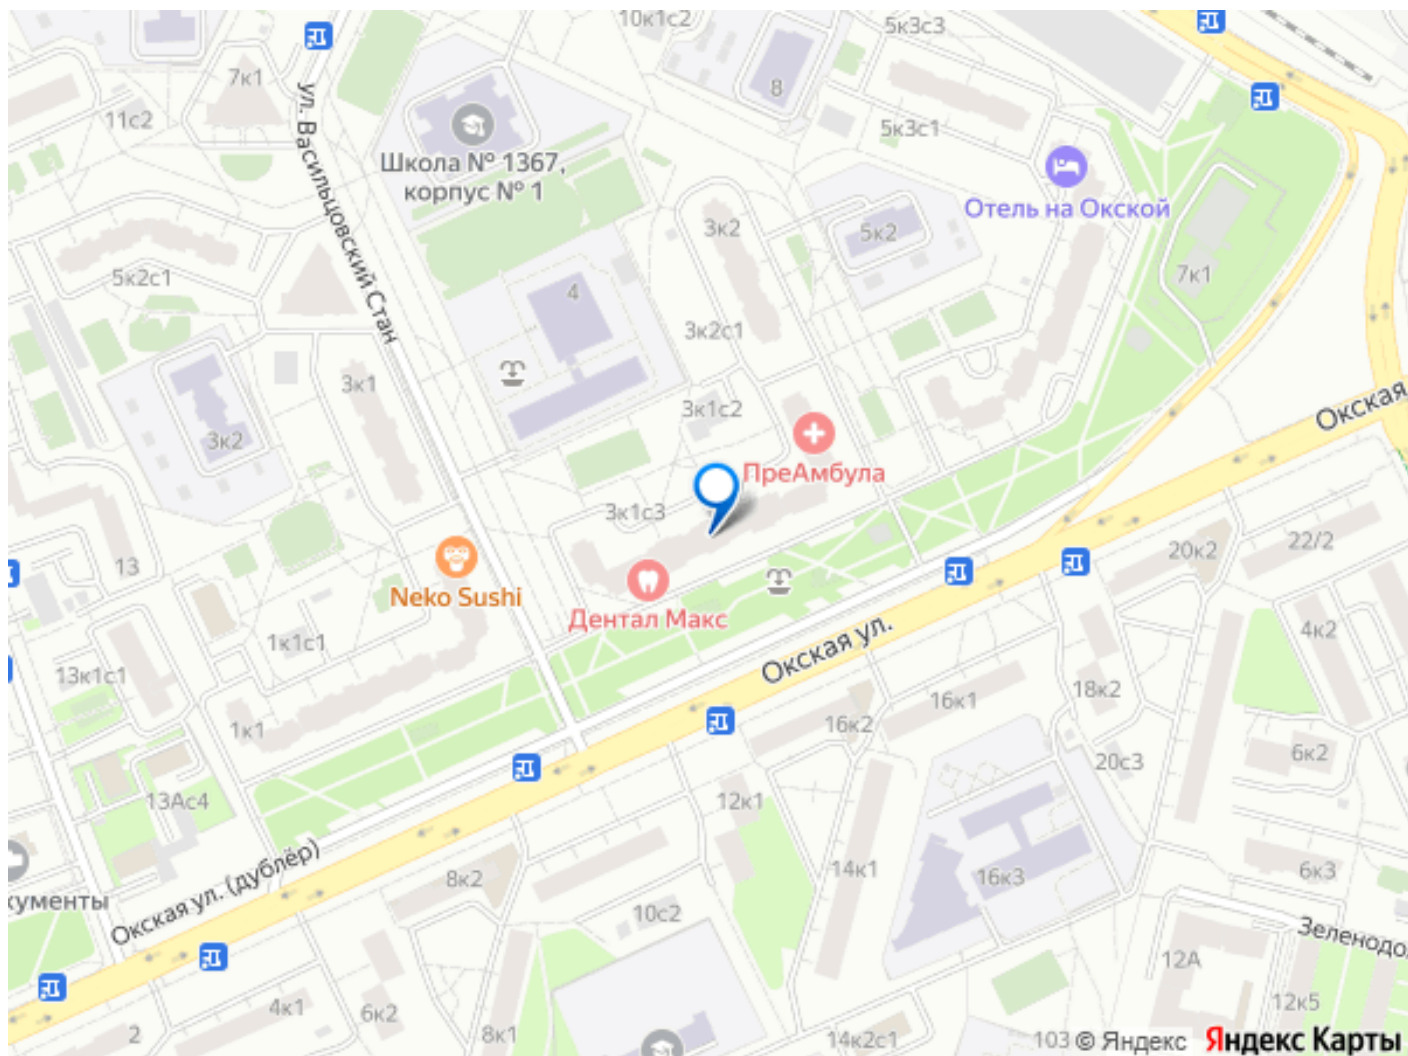 10к1с2
5к3с3
7к1
8
11с2
ул. Васильцовский Стан
5к3с1
Школа № 1367,
корпус № 1
Отель на Окской
3к2
5к2
5к2с1
4
7к1
3к2с1
3к1
3к1с2
Окская
3к2
ПреАмбула
3к1с3
22/2
20к2
13
Neko Sushi
Дентал Макс
4к2
1к1с1
Окская ул.
13к1с1
18к2
16к1
16к2
1к1
6к2
20с3
13Ас4
12к1
14к1
6к3
16к3
8к2
кументы
10с2
Окская ул. (дублёр)
Зеленодо
12А
4к1
6к2
12к5
2
8к1
14к2с1
103
© Яндекс Яндекс Карты